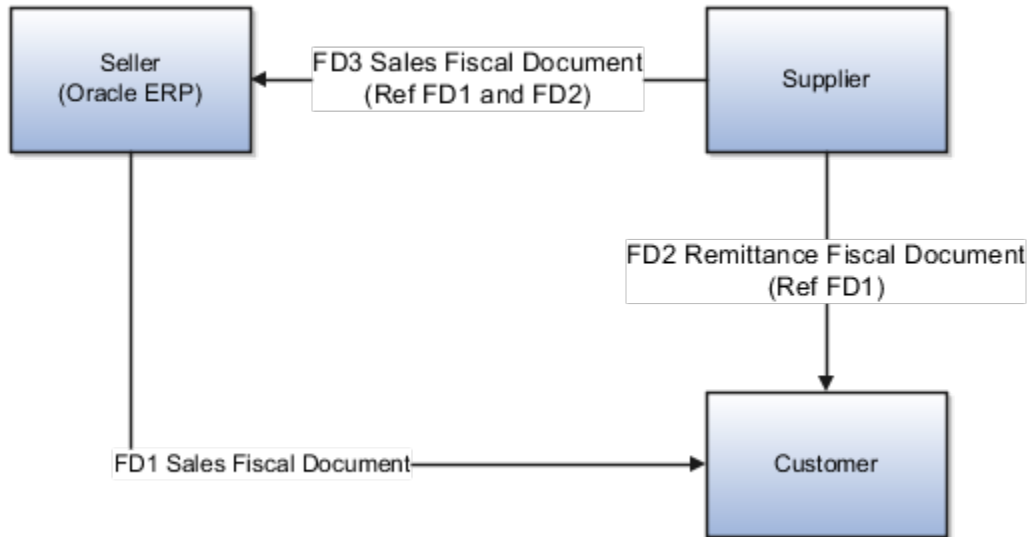 Seller
(Oracle ERP)
FD3 Sales Fiscal Document
(Ref FD1 and FD2)
Supplier
FD2 Remittance Fiscal Document
(Ref FD1)
FD1 Sales Fiscal Document
Customer